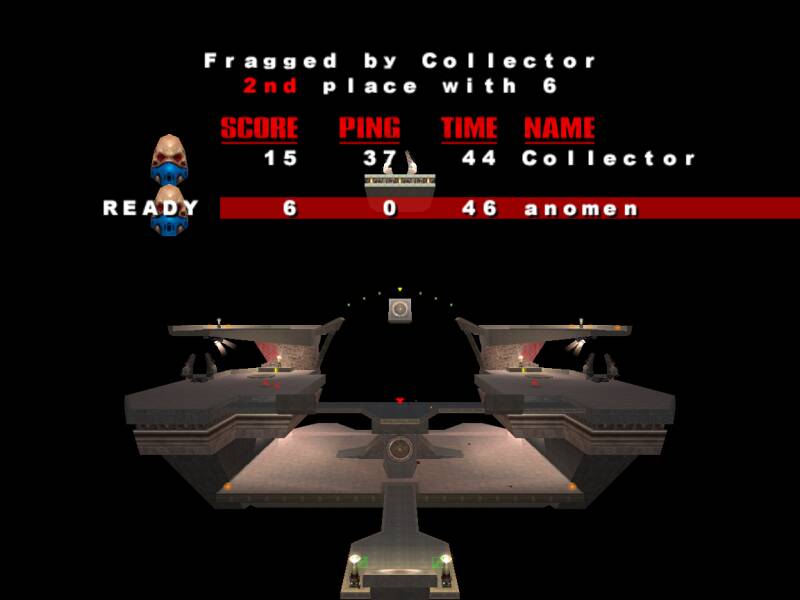 Fragged by Collector
2nd place with 6
SCORE PING TIME NAME
15 37 44 Collector
READY 6 0 46 anomen